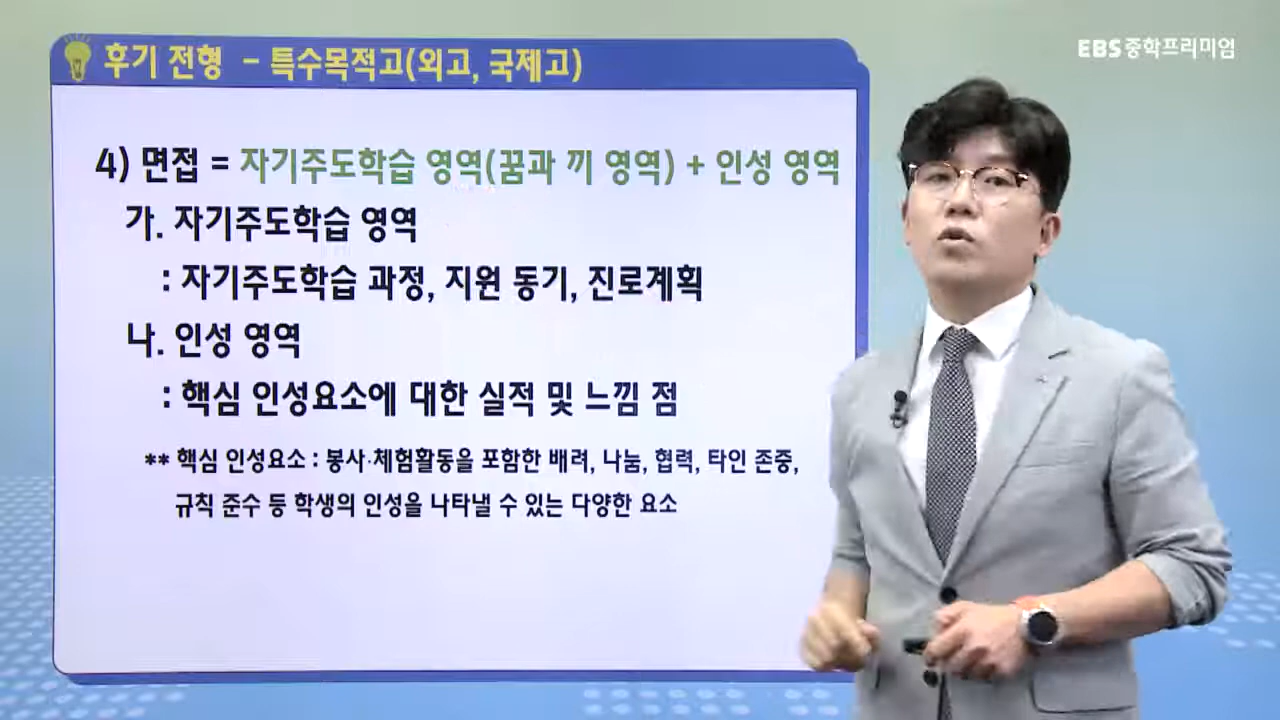 후기 전형 - 특수목적고(외고, 국제고)
EBS 중학프리미엄
4) 면접 = 자기주도학습 영역(꿈과 끼 영역) + 인성 영역
가. 자기주도학습 영역
: 자기주도학습 과정, 지원 동기, 진로계획
나. 인성 영역
: 핵심 인성요소에 대한 실적 및 느낌 점
** 핵심 인성요소 : 봉사·체험활동을 포함한 배려, 나눔, 협력, 타인 존중,
규칙 준수 등 학생의 인성을 나타낼 수 있는 다양한 요소